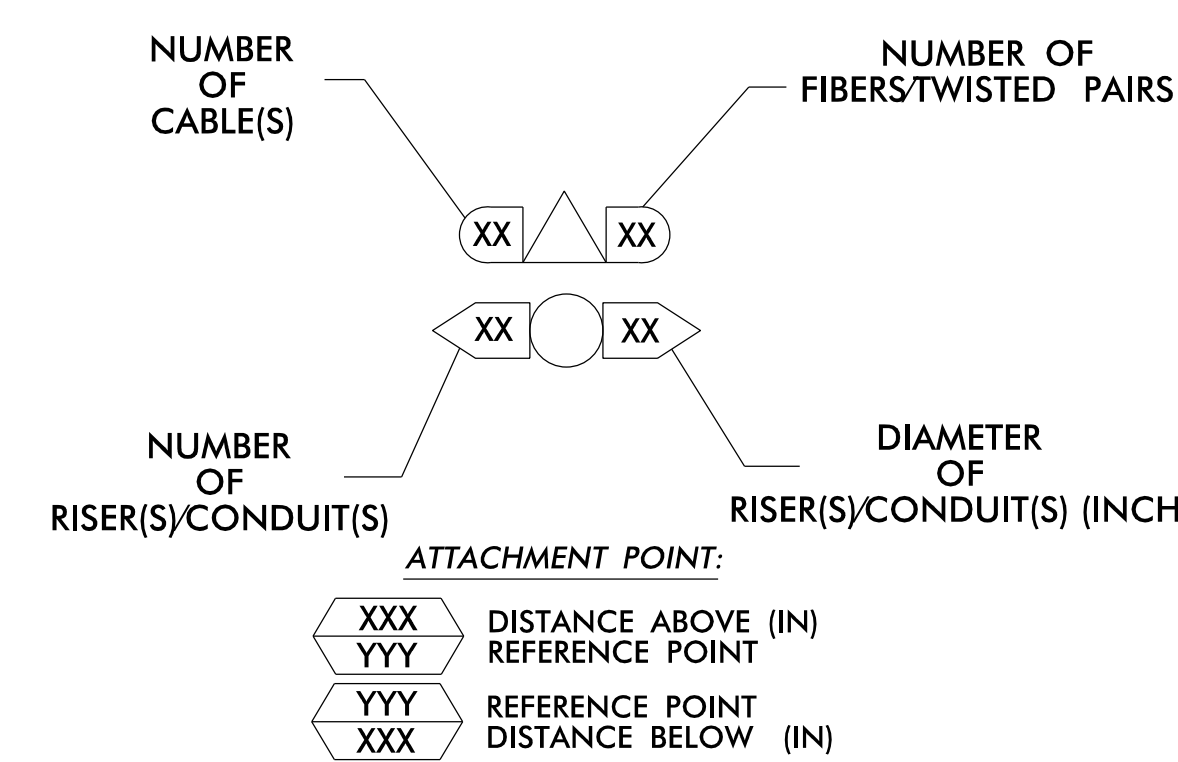 NUMBER
OF
CABLE(S)
NUMBER OF
FIBERS/TWISTED PAIRS
XX
XX
XX
XX
NUMBER
OF
RISER(S)/CONDUIT(S)
DIAMETER
OF
RISER(S)/CONDUIT(S) (INCH
ATTACHMENT POINT:
XXX
DISTANCE ABOVE (IN)
YYY
REFERENCE POINT
YYY
REFERENCE POINT
XXX
DISTANCE BELOW (IN)